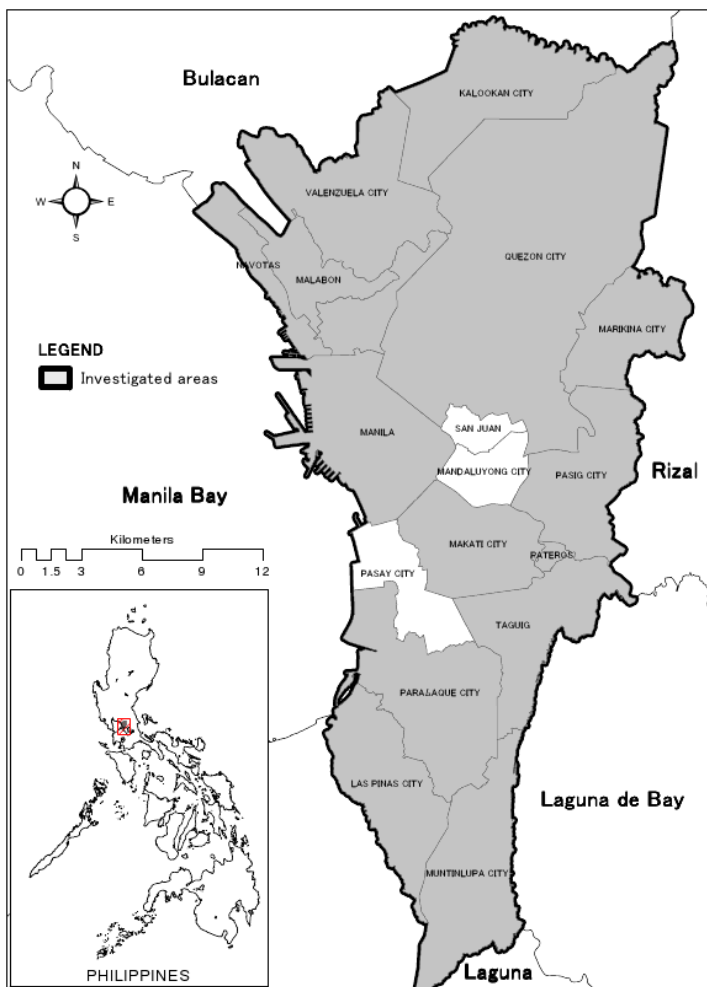 Bulacan
KALOOKAN CITY
N
W E
S
VALENZUELA CITY
NAVOTAS
MALABON
QUEZON CITY
MARIKINA CITY
LEGEND
Investigated areas
MANILA
SAN JUAN
MANDALUYONG CITY
PASIG CITY
Rizal
Manila Bay
Kilometers
0 1.5 3 6 9 12
MAKATI CITY
PATEROS
PASAY CITY
TAGUIG
PARAÑAQUE CITY
LAS PINAS CITY
Laguna de Bay
MUNTINLUPA CITY
PHILIPPINES
Laguna